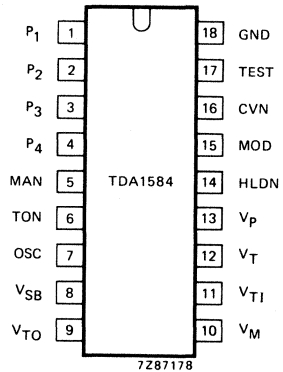 P1 1 18 GND
P2 2 17 TEST
P3 3 16 CVN
P4 4 15 MOD
MAN 5 TDA1584 14 HLDN
TON 6 13 VP
OSC 7 12 VT
VSB 8 11 VTI
VTO 9 10 VM
7Z87178